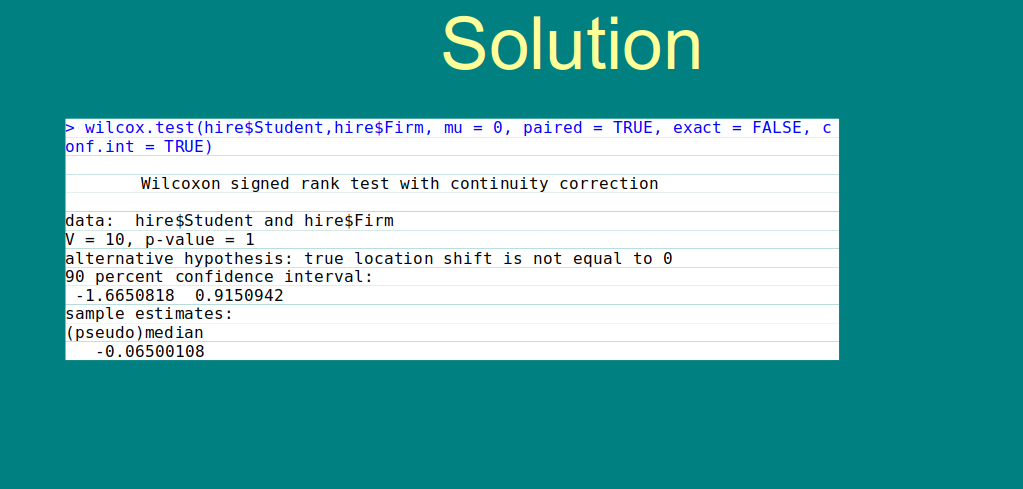 Solution
> wilcox.test(hire$Student,hire$Firm, mu = 0, paired = TRUE, exact = FALSE, c
onf.int = TRUE)
Wilcoxon signed rank test with continuity correction
data:  hire$Student and hire$Firm
V = 10, p-value = 1
alternative hypothesis: true location shift is not equal to 0
90 percent confidence interval:
 -1.6650818  0.9150942
sample estimates:
(pseudo)median
   -0.06500108